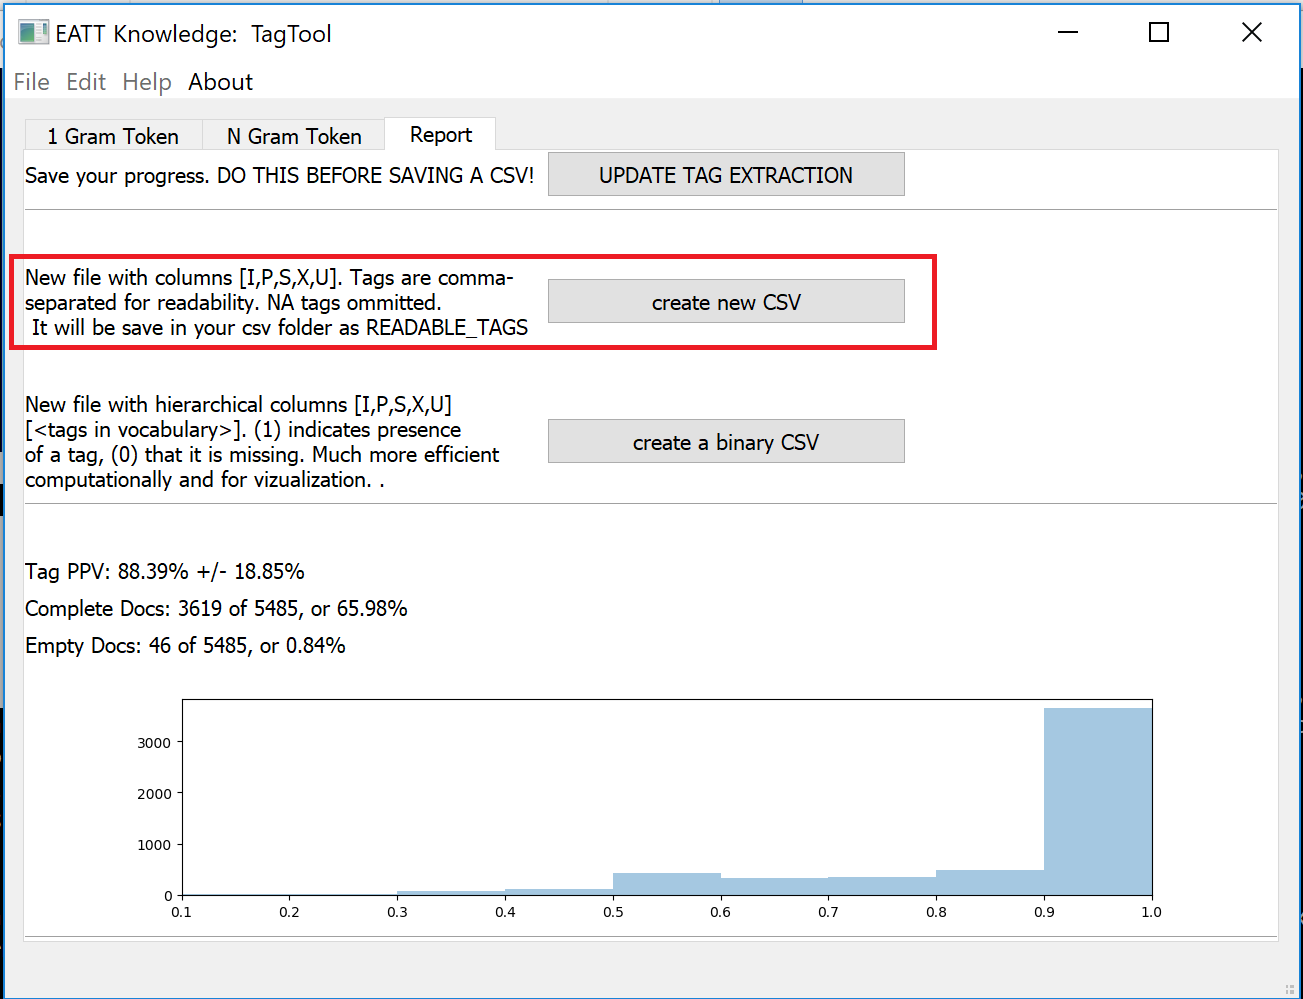 EATT Knowledge:  TagTool
File Edit Help About
1 Gram Token N Gram Token Report
Save your progress. DO THIS BEFORE SAVING A CSV! UPDATE TAG EXTRACTION
New file with columns [I,P,S,X,U]. Tags are comma-
separated for readability. NA tags ommitted.
It will be save in your csv folder as READABLE_TAGS
create new CSV
New file with hierarchical columns [I,P,S,X,U]
[<tags in vocabulary>]. (1) indicates presence
of a tag, (0) that it is missing. Much more efficient
computationally and for vizualization. .
create a binary CSV
Tag PPV: 88.39% +/- 18.85%
Complete Docs: 3619 of 5485, or 65.98%
Empty Docs: 46 of 5485, or 0.84%
3000
2000
1000
0
0.1 0.2 0.3 0.4 0.5 0.6 0.7 0.8 0.9 1.0